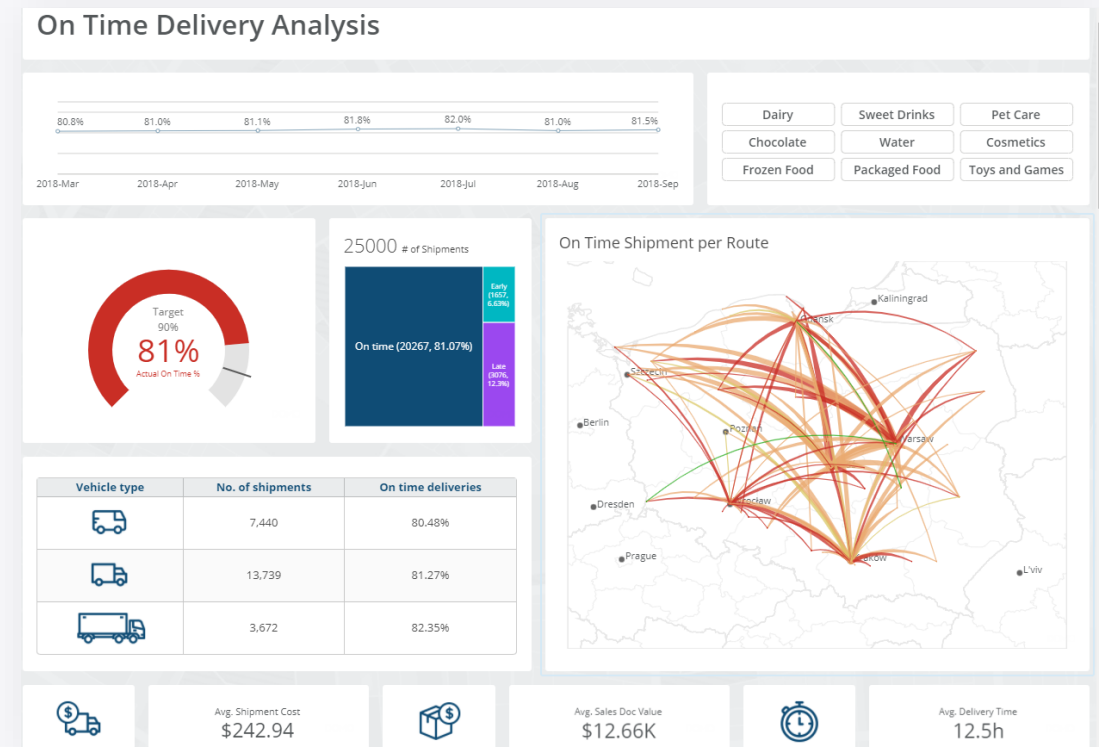 On Time Delivery Analysis
80.8%
81.0%
81.1%
81.8%
82.0%
81.0%
81.5%
2018-Mar
2018-Apr
2018-May
2018-Jun
2018-Jul
2018-Aug
2018-Sep
Dairy
Sweet Drinks
Pet Care
Chocolate
Water
Cosmetics
Frozen Food
Packaged Food
Toys and Games
Target
90%
81%
Actual On Time %
25000 # of Shipments
On time (20267, 81.07%)
Early
(1657,
6.63%)
Late
(3076,
12.3%)
On Time Shipment per Route
Kaliningrad
Gdansk
Szczecin
Berlin
Poznan
Warsaw
Dresden
Wrocław
Prague
Kraków
L'viv
Vehicle type No. of shipments On time deliveries
7,440 80.48%
13,739 81.27%
3,672 82.35%
Avg. Shipment Cost
$242.94
Avg. Sales Doc Value
$12.66K
Avg. Delivery Time
12.5h